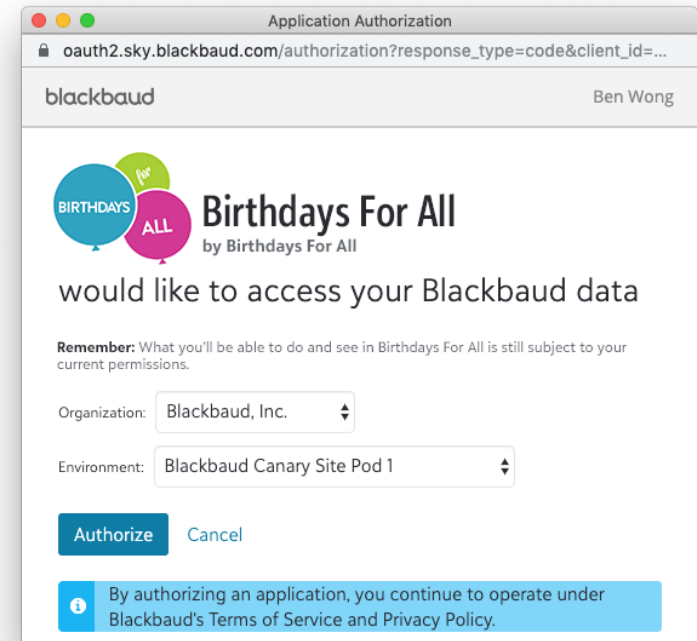 Application Authorization
oauth2.sky.blackbaud.com/authorization?response_type=code&client_id=...
blackbaud
Ben Wong
BIRTHDAYS
for
ALL
Birthdays For All
by Birthdays For All
would like to access your Blackbaud data
Remember: What you'll be able to do and see in Birthdays For All is still subject to your
current permissions.
Organization: Blackbaud, Inc.
Environment: Blackbaud Canary Site Pod 1
Authorize Cancel
By authorizing an application, you continue to operate under
Blackbaud's Terms of Service and Privacy Policy.